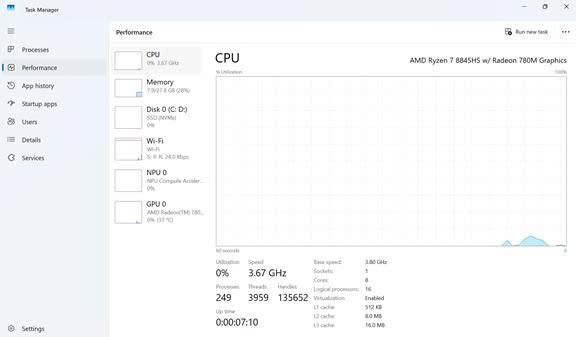 Task Manager
Performance
Run new task
Processes
Performance
App history
Startup apps
Users
Details
Services
Settings
CPU
0% 3.67 GHz
Memory
7.9/27.8 GB (28%)
Disk 0 (C: D:)
SSD (NVMe)
0%
Wi-Fi
Wi-Fi
S: 0 R: 24.0 Kbps
NPU 0
NPU Compute Acceler...
0%
GPU 0
AMD Radeon(TM) 780...
0% (37 °C)
CPU
AMD Ryzen 7 8845HS w/ Radeon 780M Graphics
% Utilization
100%
60 seconds
0
Utilization
Speed
0%
3.67 GHz
Processes
Threads
Handles
249
3959
135652
Up time
0:00:07:10
Base speed: 3.80 GHz
Sockets: 1
Cores: 8
Logical processors: 16
Virtualization: Enabled
L1 cache: 512 KB
L2 cache: 8.0 MB
L3 cache: 16.0 MB